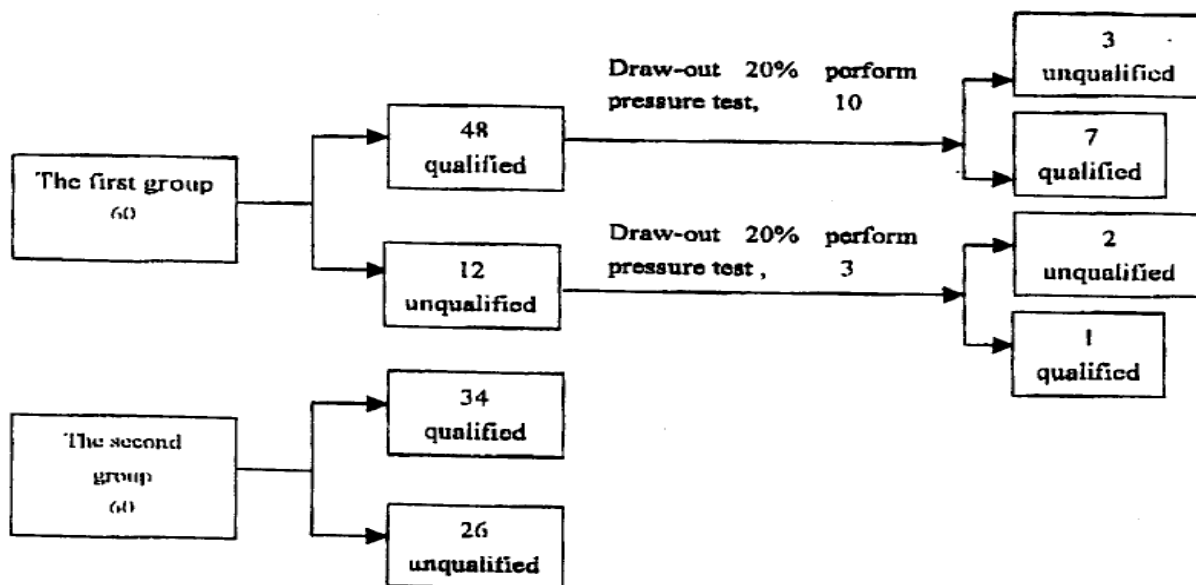 The first group
60
48
qualified
12
unqualified
Draw-out 20% perform
pressure test, 10
3
unqualified
7
qualified
Draw-out 20% perform
pressure test , 3
2
unqualified
1
qualified
The second
group
60
34
qualified
26
unqualified